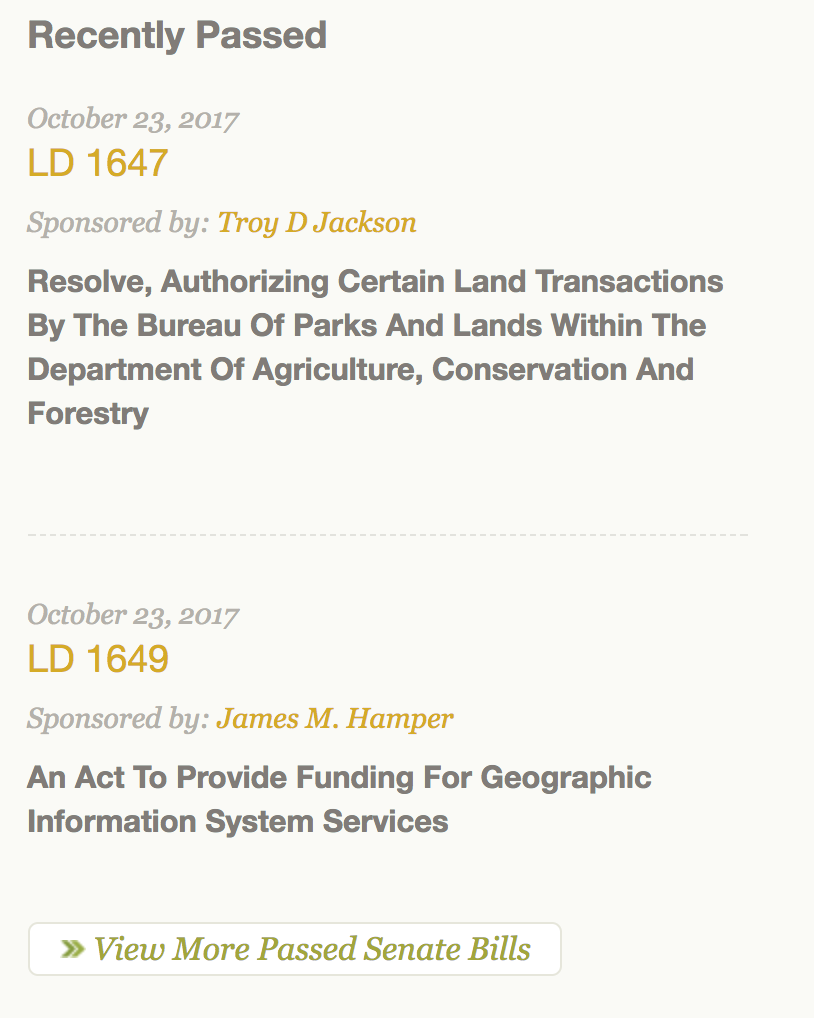 Recently Passed
October 23, 2017
LD 1647
Sponsored by: Troy D Jackson
Resolve, Authorizing Certain Land Transactions
By The Bureau Of Parks And Lands Within The
Department Of Agriculture, Conservation And
Forestry
October 23, 2017
LD 1649
Sponsored by: James M. Hamper
An Act To Provide Funding For Geographic
Information System Services
View More Passed Senate Bills